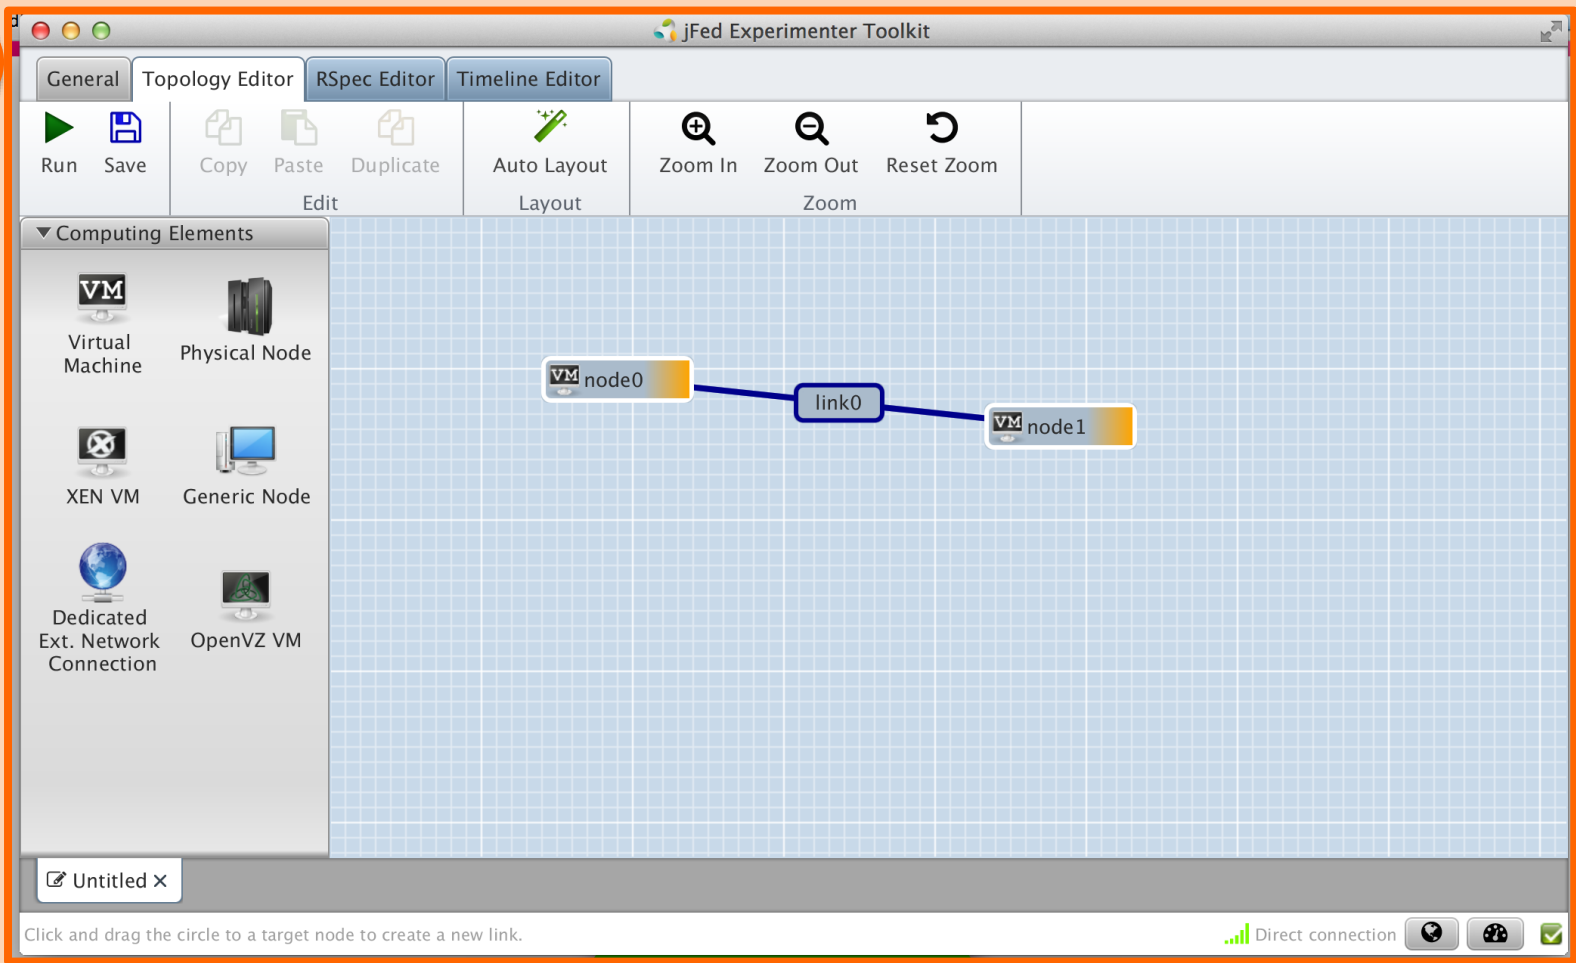 jFed Experimenter Toolkit
General Topology Editor RSpec Editor Timeline Editor
Run Save Copy Paste Duplicate Auto Layout Zoom In Zoom Out Reset Zoom
Edit Layout Zoom
Computing Elements
VM
Virtual
Machine
Physical Node
XEN VM
Generic Node
Dedicated
Ext. Network
Connection
OpenVZ VM
VM node0
link0
VM node1
Untitled
Click and drag the circle to a target node to create a new link.
Direct connection